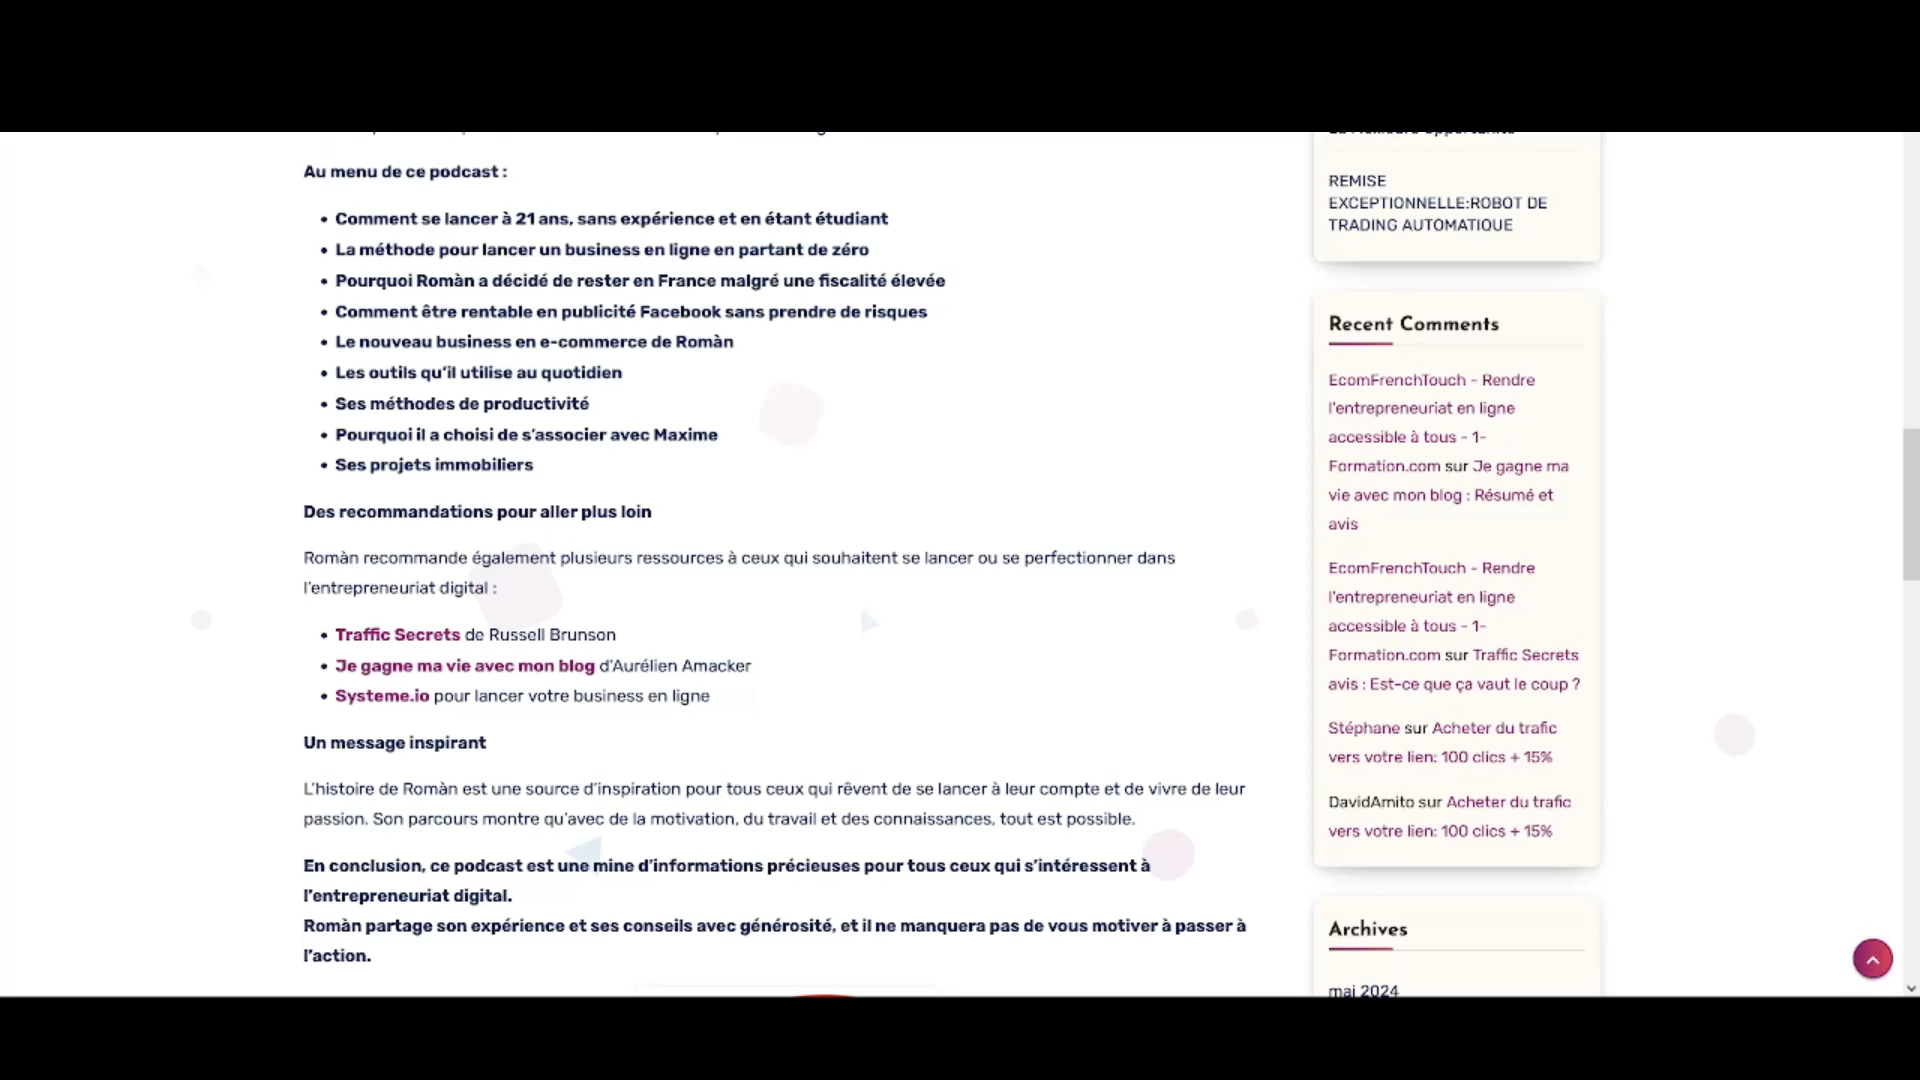 Au menu de ce podcast :
• Comment se lancer à 21 ans, sans expérience et en étant étudiant
• La méthode pour lancer un business en ligne en partant de zéro
• Pourquoi Romàn a décidé de rester en France malgré une fiscalité élevée
• Comment être rentable en publicité Facebook sans prendre de risques
• Le nouveau business en e-commerce de Romàn
• Les outils qu'il utilise au quotidien
• Ses méthodes de productivité
• Pourquoi il a choisi de s'associer avec Maxime
• Ses projets immobiliers
Des recommandations pour aller plus loin
Romàn recommande également plusieurs ressources à ceux qui souhaitent se lancer ou se perfectionner dans
l'entrepreneuriat digital :
• Traffic Secrets de Russell Brunson
• Je gagne ma vie avec mon blog d'Aurélien Amacker
• Systeme.io pour lancer votre business en ligne
Un message inspirant
L'histoire de Romàn est une source d'inspiration pour tous ceux qui rêvent de se lancer à leur compte et de vivre de leur
passion. Son parcours montre qu'avec de la motivation, du travail et des connaissances, tout est possible.
En conclusion, ce podcast est une mine d'informations précieuses pour tous ceux qui s'intéressent à
l'entrepreneuriat digital.
Romàn partage son expérience et ses conseils avec générosité, et il ne manquera pas de vous motiver à passer à
l'action.
REMISE
EXCEPTIONNELLE:ROBOT DE
TRADING AUTOMATIQUE
Recent Comments
EcomFrenchTouch - Rendre
l'entrepreneuriat en ligne
accessible à tous - 1-
Formation.com sur Je gagne ma
vie avec mon blog : Résumé et
avis
EcomFrenchTouch - Rendre
l'entrepreneuriat en ligne
accessible à tous - 1-
Formation.com sur Traffic Secrets
avis : Est-ce que ça vaut le coup ?
Stéphane sur Acheter du trafic
vers votre lien: 100 clics + 15%
DavidAmito sur Acheter du trafic
vers votre lien: 100 clics + 15%
Archives
mai 2024